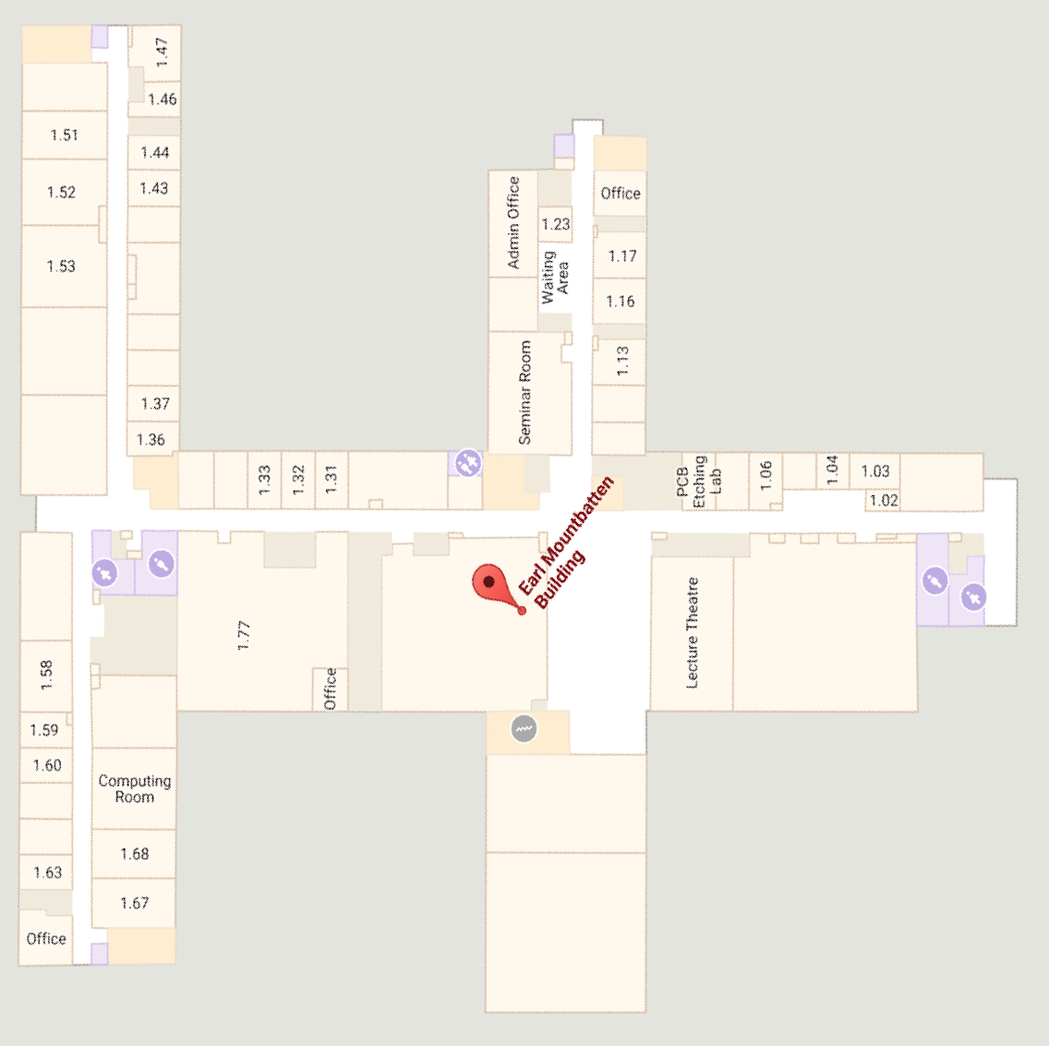 1.47
1.46
1.51
1.44
1.52
1.43
1.53
1.37
1.36
Admin Office
Office
1.23
1.17
Waiting
Area
1.16
1.13
Seminar Room
1.33
1.32
1.31
PCB
Etching
Lab
1.06
1.04
1.03
1.02
Earl Mountbatten
Building
1.77
Office
Lecture Theatre
1.58
1.59
1.60
Computing
Room
1.68
1.63
1.67
Office